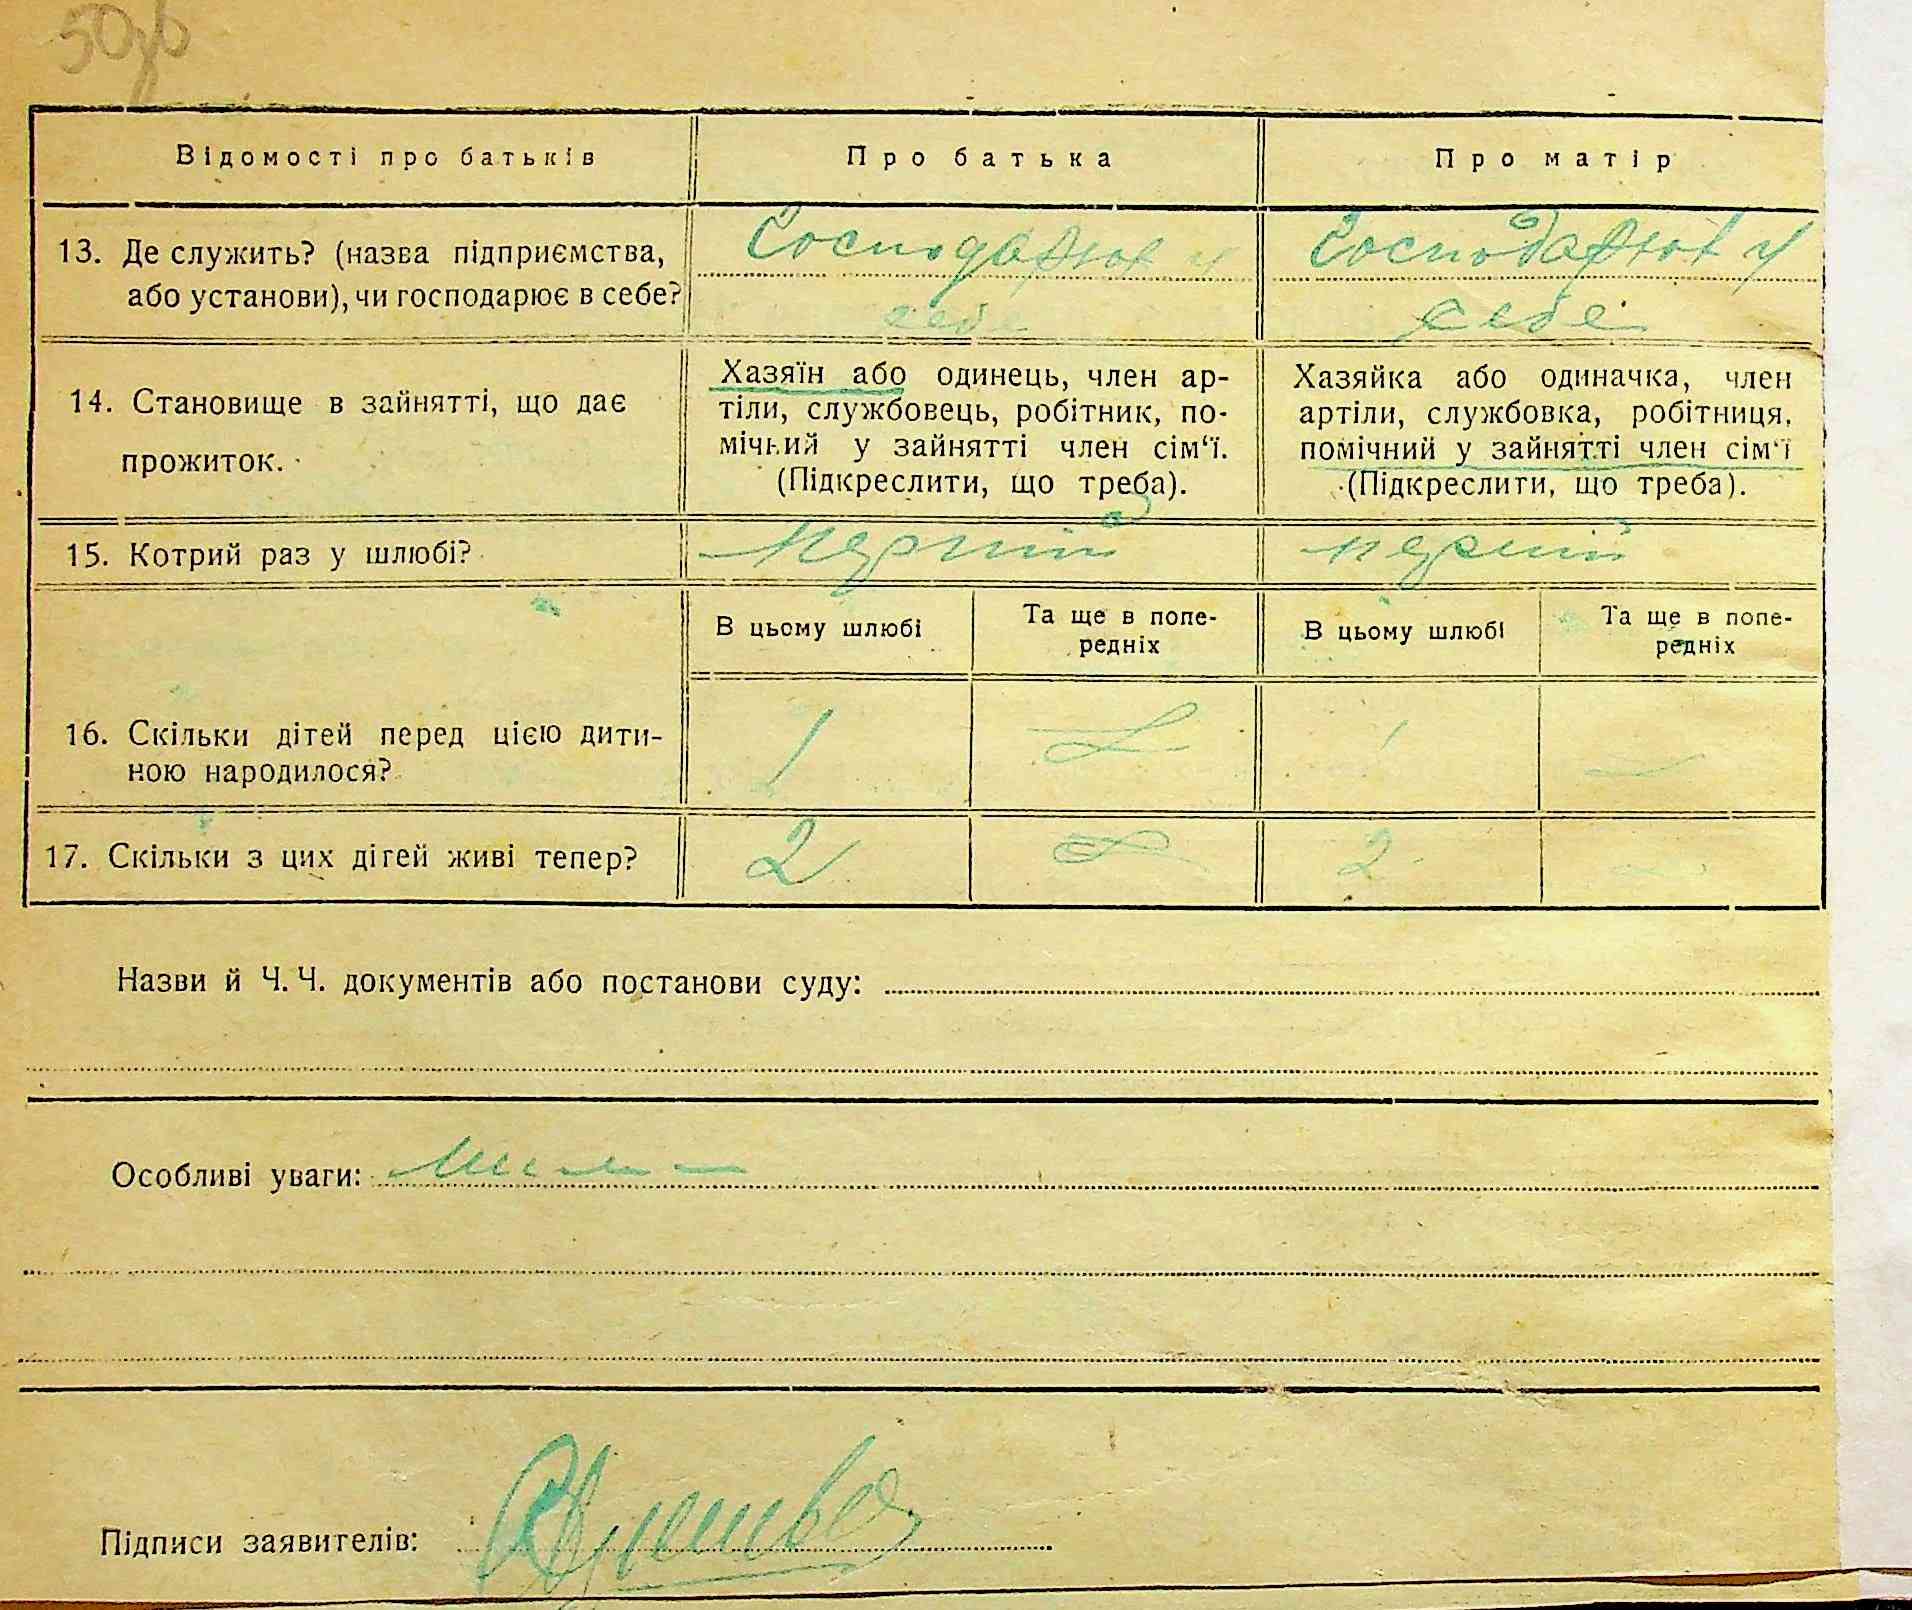 50зв
Відомості про батьків
Про батька
Про матір
13. Де служить? (назва підприємства,
або установи), чи господарює в себе?
Господарює у
себе
Господарює у
себе
14. Становище в зайнятті, що дає
прожиток.
Хазяїн або одинець, член ар-
тіли, службовець, робітник, по-
мічний у зайнятті член сім‘ї.
(Підкреслити, що треба).
Хазяйка або одиначка, член
артіли, службовка, робітниця,
помічний у зайнятті член сім‘ї
(Підкреслити, що треба).
15. Котрий раз у шлюбі?
перший
перший
В цьому шлюбі
Та ще в попе-
редніх
В цьому шлюбі
Та ще в попе-
редніх
16. Скільки дітей перед цією дити-
ною народилося?
1
1
17. Скільки з цих дітей живі тепер?
2
2
Назви й Ч. Ч. документів або постанови суду:
Особливі уваги:
Підписи заявителів: